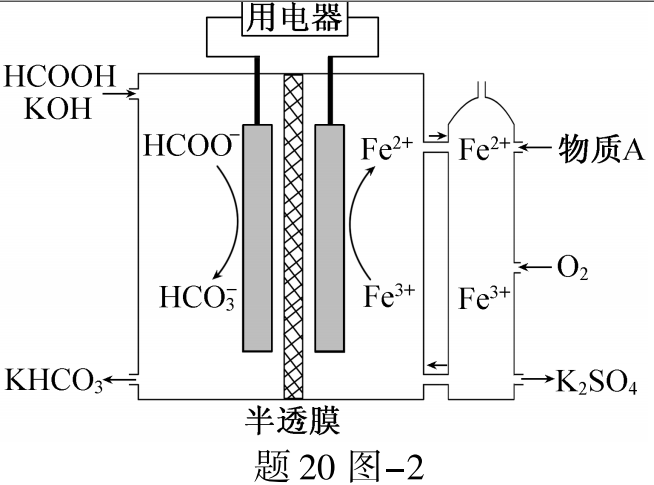 用电器
HCOOH
KOH
HCOO⁻
Fe²⁺
Fe²⁺
物质A
O₂
HCO₃⁻
Fe³⁺
Fe³⁺
KHCO₃
K₂SO₄
半透膜
题 20 图-2